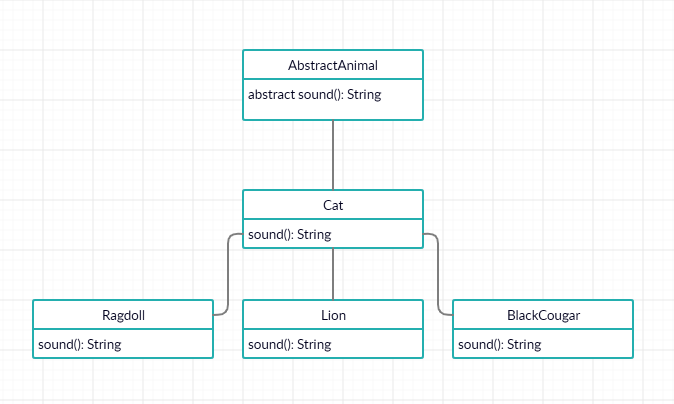 AbstractAnimal
abstract sound(): String
Cat
sound(): String
Ragdoll
sound(): String
Lion
sound(): String
BlackCougar
sound(): String